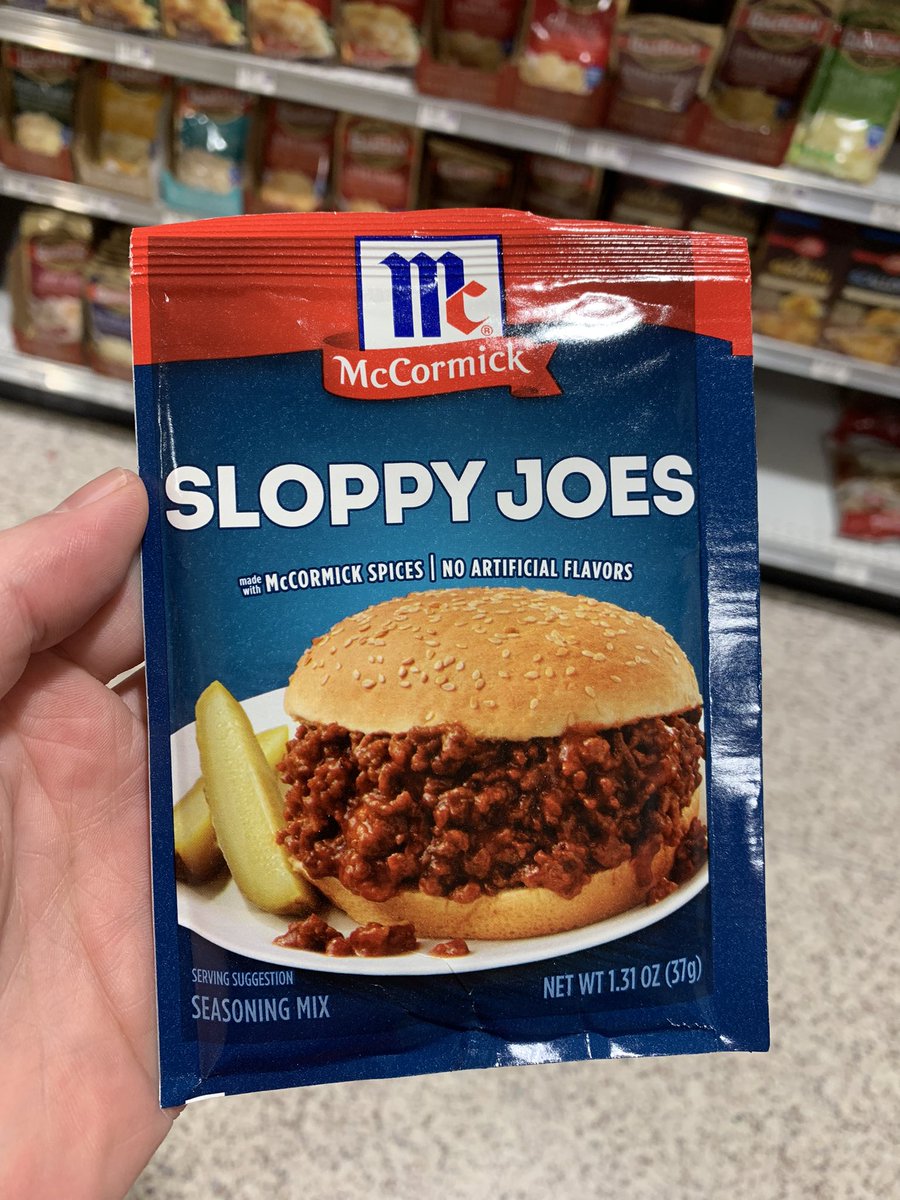 Mc®
McCormick
SLOPPY JOES
made with McCORMICK SPICES | NO ARTIFICIAL FLAVORS
SERVING SUGGESTION
SEASONING MIX
NET WT 1.31 OZ (37g)